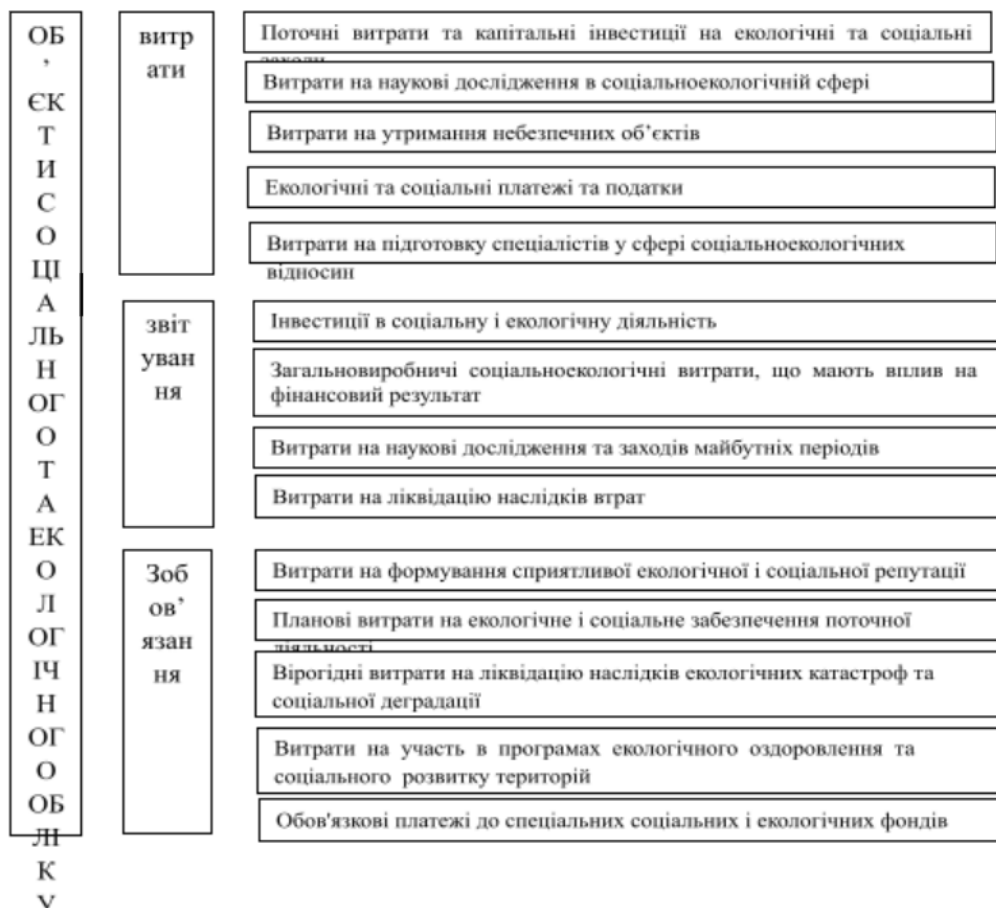 ОБ
’
ЄК
Т
И
С
О
ЦІ
А
ЛЬ
Н
ОГ
О
Т
А
ЕК
О
Л
ОГ
ІЧ
Н
ОГ
О
ОБ
ЛІ
К
У
витр
ати
Поточні витрати та капітальні інвестиції на екологічні та соціальні
заходи
Витрати на наукові дослідження в соціальноекологічній сфері
Витрати на утримання небезпечних об’єктів
Екологічні та соціальні платежі та податки
Витрати на підготовку спеціалістів у сфері соціальноекологічних
відносин
звіт
уван
ня
Інвестиції в соціальну і екологічну діяльність
Загальновиробничі соціальноекологічні витрати, що мають вплив на
фінансовий результат
Витрати на наукові дослідження та заходів майбутніх періодів
Витрати на ліквідацію наслідків втрат
Зоб
ов’
язан
ня
Витрати на формування сприятливої екологічної і соціальної репутації
Планові витрати на екологічне і соціальне забезпечення поточної
діяльності
Вірогідні витрати на ліквідацію наслідків екологічних катастроф та
соціальної деградації
Витрати на участь в програмах екологічного оздоровлення та
соціального розвитку територій
Обов'язкові платежі до спеціальних соціальних і екологічних фондів